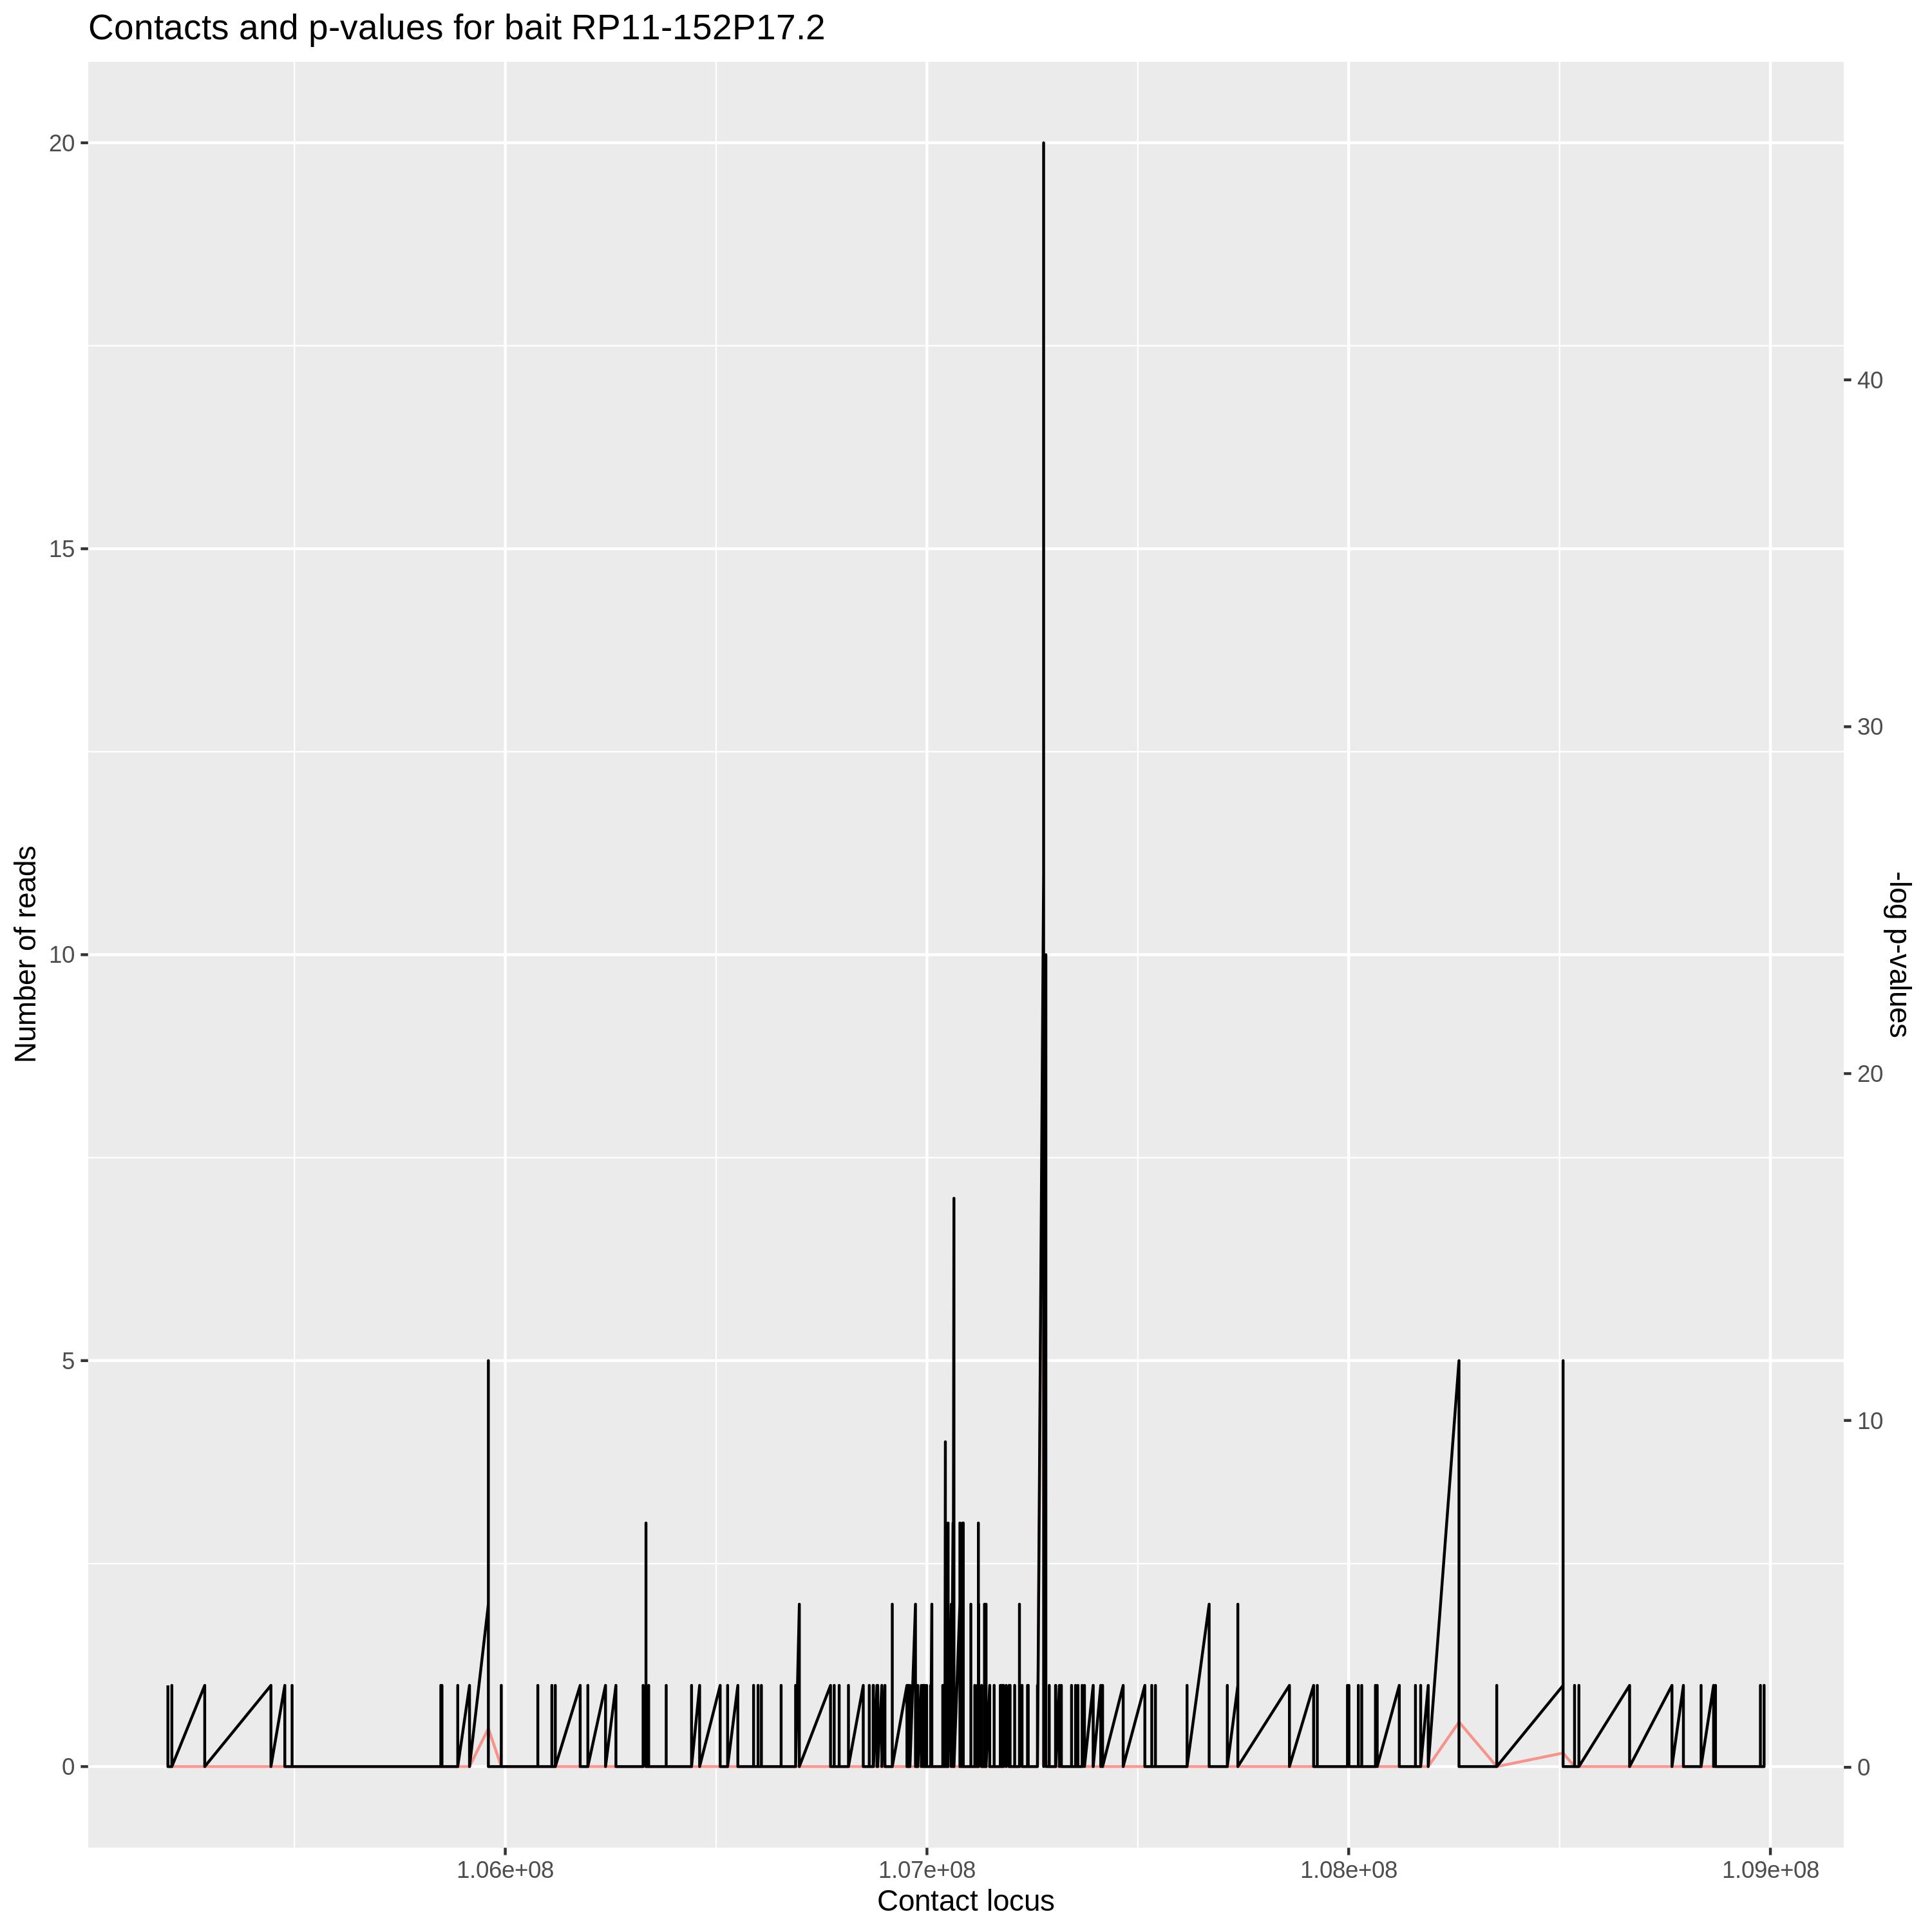 Contacts and p-values for bait RP11-152P17.2
20
15
10
5
0
Number of reads
40
30
20
10
0
-log p-values
1.06e+08
1.07e+08
1.08e+08
1.09e+08
Contact locus